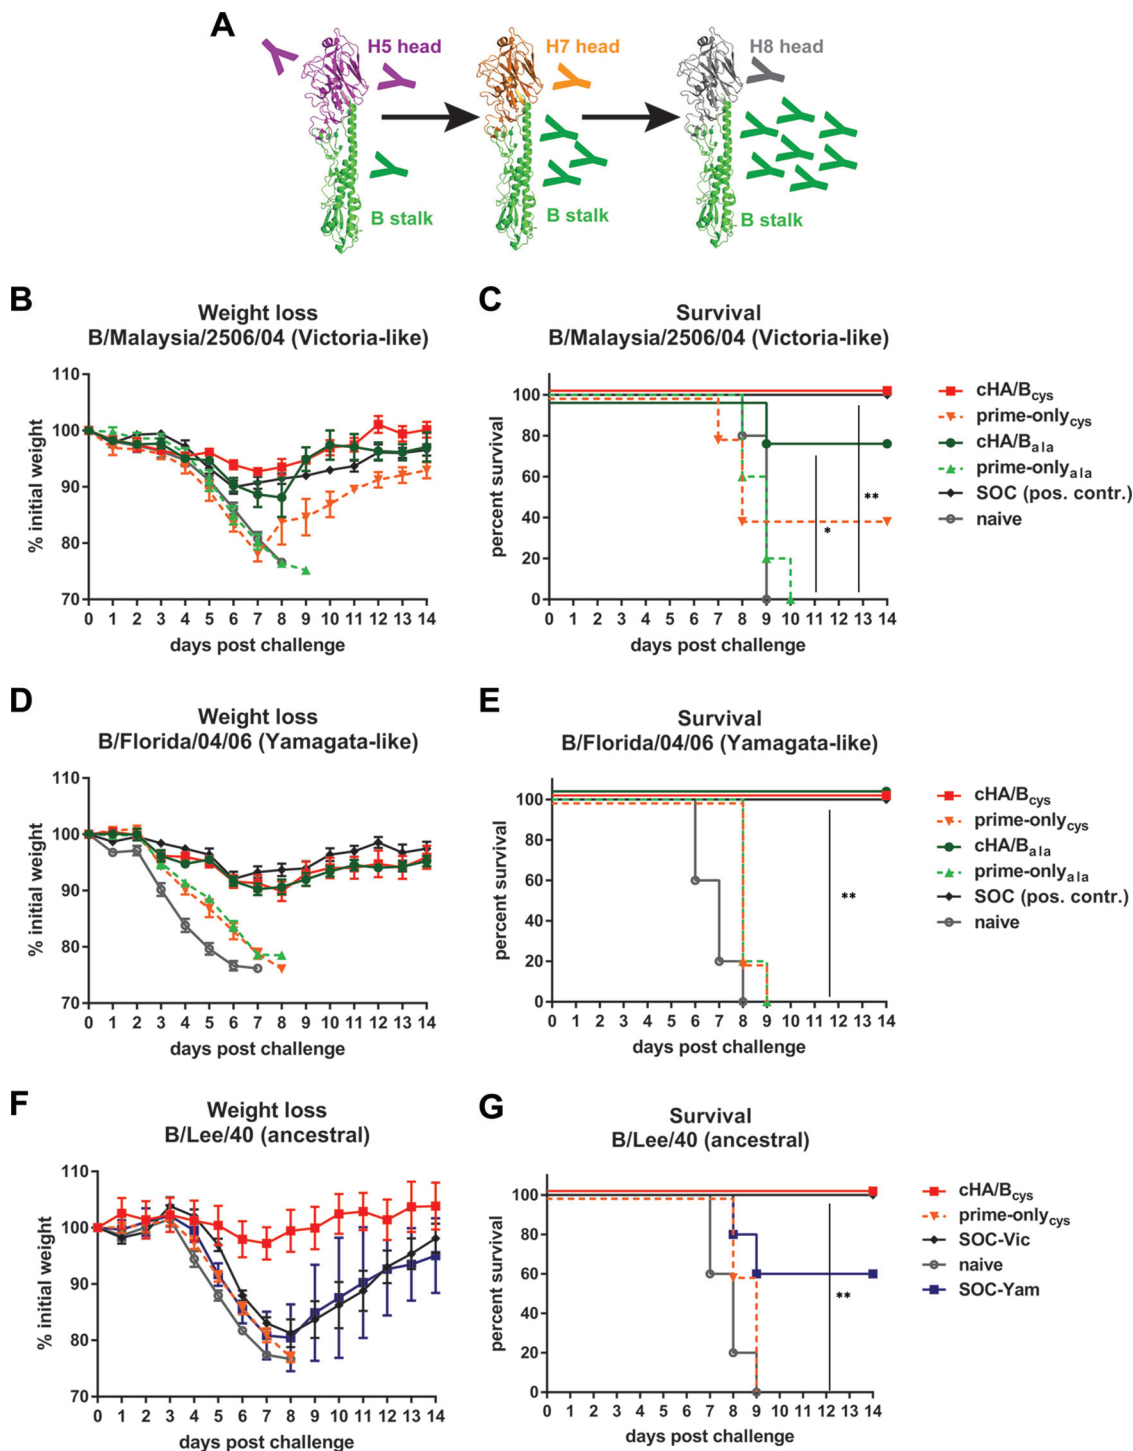 A
H5 head
H7 head
H8 head
B stalk
B stalk
B stalk
B
Weight loss
B/Malaysia/2506/04 (Victoria-like)
% initial weight
110
100
90
80
70
0 1 2 3 4 5 6 7 8 9 10 11 12 13 14
days post challenge
C
Survival
B/Malaysia/2506/04 (Victoria-like)
percent survival
100
80
60
40
20
0
**
*
0 1 2 3 4 5 6 7 8 9 10 11 12 13 14
days post challenge
cHA/Bcys
prime-onlycys
cHA/Bala
prime-onlyala
SOC (pos. contr.)
naive
D
Weight loss
B/Florida/04/06 (Yamagata-like)
% initial weight
110
100
90
80
70
0 1 2 3 4 5 6 7 8 9 10 11 12 13 14
days post challenge
E
Survival
B/Florida/04/06 (Yamagata-like)
percent survival
100
80
60
40
20
0
**
0 1 2 3 4 5 6 7 8 9 10 11 12 13 14
days post challenge
cHA/Bcys
prime-onlycys
cHA/Bala
prime-onlyala
SOC (pos. contr.)
naive
F
Weight loss
B/Lee/40 (ancestral)
% initial weight
110
100
90
80
70
0 1 2 3 4 5 6 7 8 9 10 11 12 13 14
days post challenge
G
Survival
B/Lee/40 (ancestral)
percent survival
100
80
60
40
20
0
**
0 1 2 3 4 5 6 7 8 9 10 11 12 13 14
days post challenge
cHA/Bcys
prime-onlycys
SOC-Vic
naive
SOC-Yam